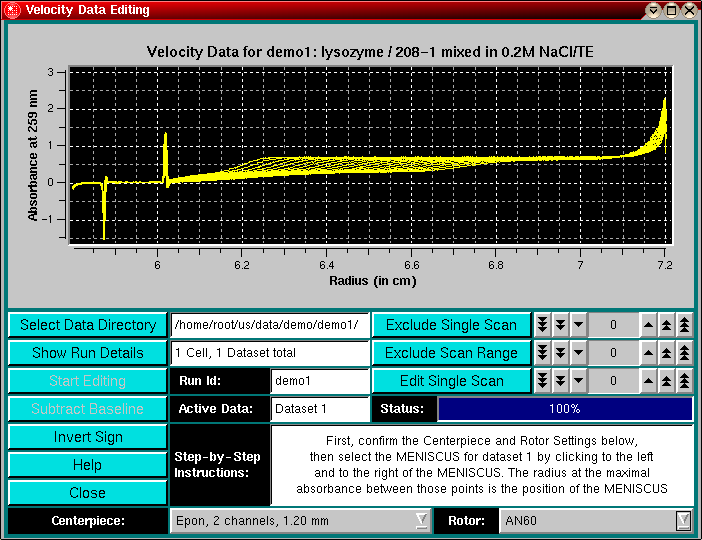 Velocity Data Editing
Velocity Data for demo1: lysozyme / 208-1 mixed in 0.2M NaCl/TE
Absorbance at 259 nm
3
2
1
0
-1
6
6.2
6.4
6.6
6.8
7
7.2
Radius (in cm)
Select Data Directory
/home/root/us/data/demo/demo1/
Exclude Single Scan
0
Show Run Details
1 Cell, 1 Dataset total
Exclude Scan Range
0
Start Editing
Run Id:
demo1
Edit Single Scan
0
Subtract Baseline
Active Data:
Dataset 1
Status:
100%
Invert Sign
Help
Close
Step-by-Step
Instructions:
First, confirm the Centerpiece and Rotor Settings below,
then select the MENISCUS for dataset 1 by clicking to the left
and to the right of the MENISCUS. The radius at the maximal
absorbance between those points is the position of the MENISCUS
Centerpiece:
Epon, 2 channels, 1.20 mm
Rotor:
AN60